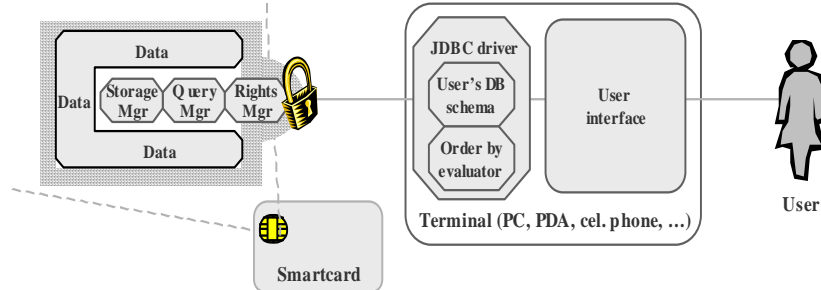 Data
Data
Storage
Mgr
Query
Mgr
Rights
Mgr
Data
JDBC driver
User's DB
schema
Order by
evaluator
User
interface
Terminal (PC, PDA, cel. phone, …)
User
Smartcard